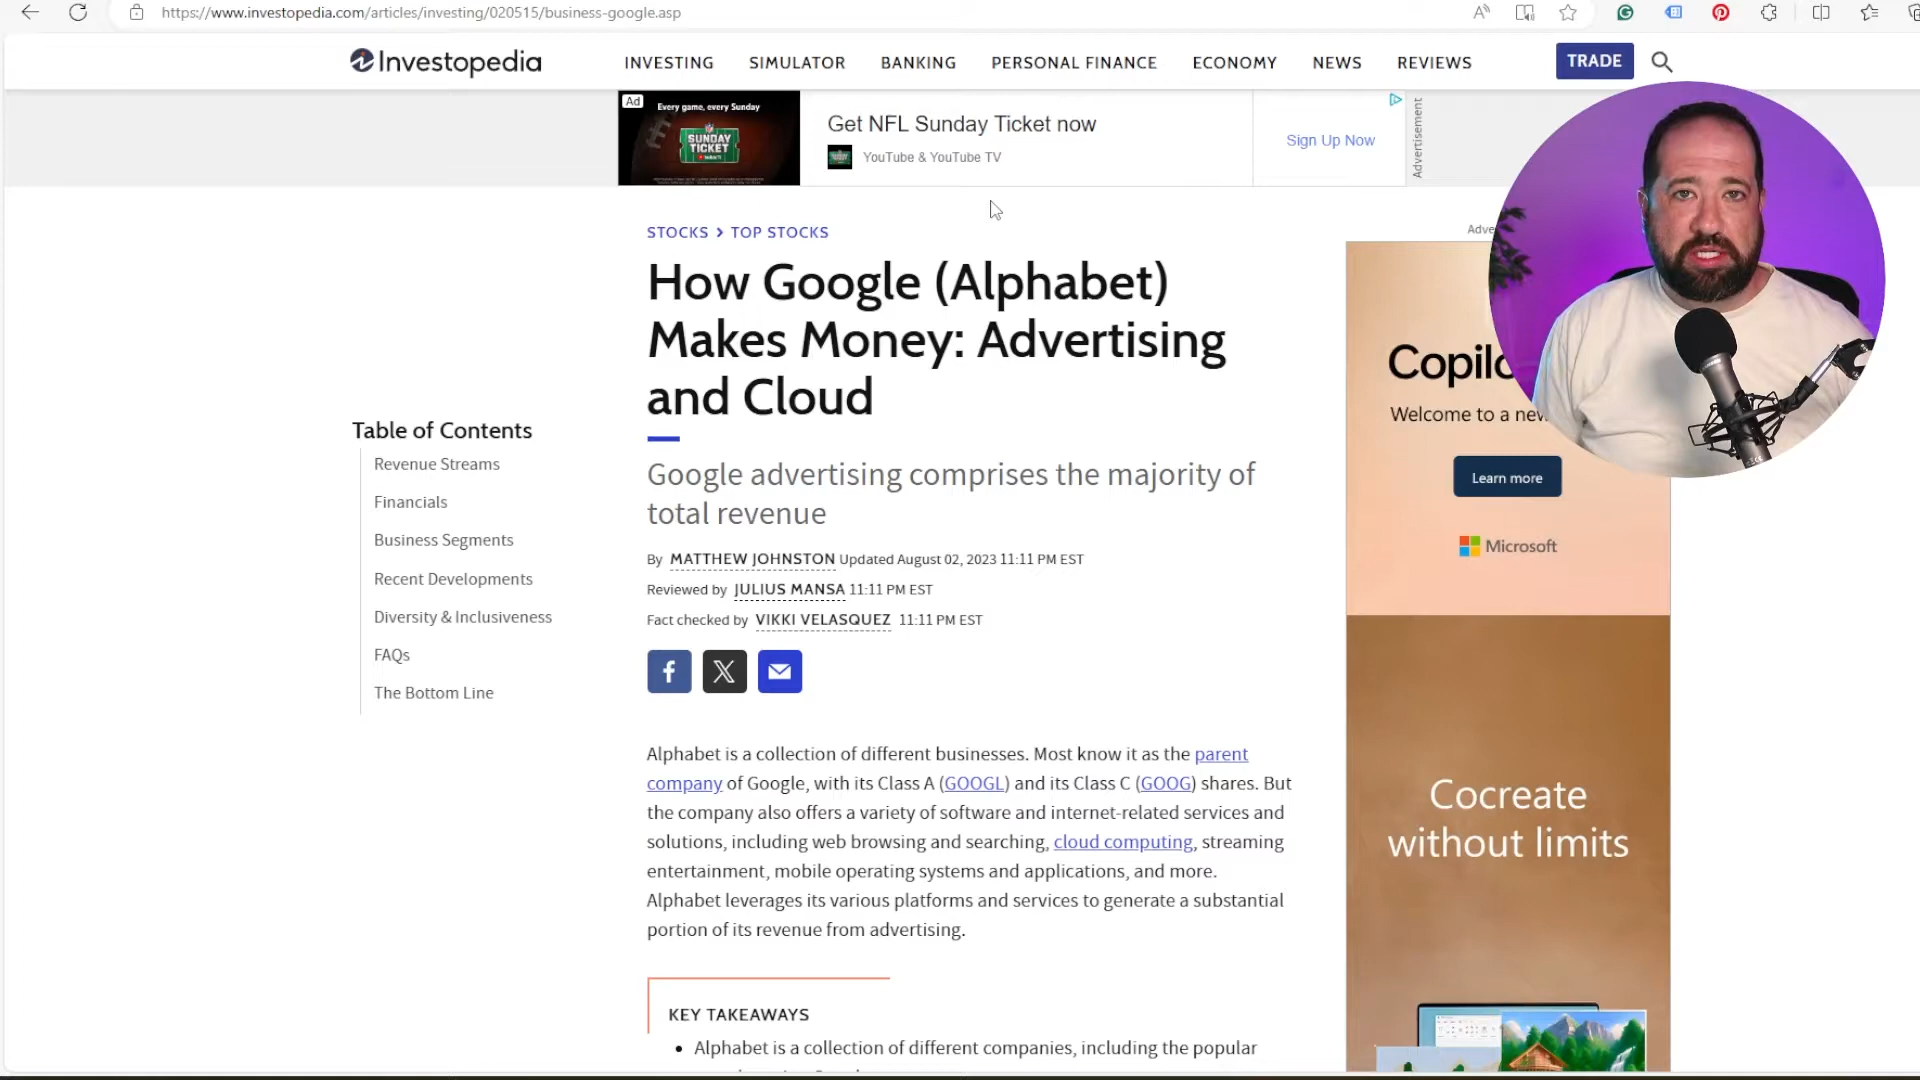 https://www.investopedia.com/articles/investing/020515/business-google.asp
Investopedia
INVESTING
SIMULATOR
BANKING
PERSONAL FINANCE
ECONOMY
NEWS
REVIEWS
TRADE
Ad
Every game, every Sunday
SUNDAY
TICKET
Get NFL Sunday Ticket now
YouTube & YouTube TV
Sign Up Now
Advertisement
STOCKS > TOP STOCKS
How Google (Alphabet)
Makes Money: Advertising
and Cloud
Google advertising comprises the majority of
total revenue
By MATTHEW JOHNSTON Updated August 02, 2023 11:11 PM EST
Reviewed by JULIUS MANSA 11:11 PM EST
Fact checked by VIKKI VELASQUEZ 11:11 PM EST
Table of Contents
Revenue Streams
Financials
Business Segments
Recent Developments
Diversity & Inclusiveness
FAQs
The Bottom Line
Alphabet is a collection of different businesses. Most know it as the parent
company of Google, with its Class A (GOOGL) and its Class C (GOOG) shares. But
the company also offers a variety of software and internet-related services and
solutions, including web browsing and searching, cloud computing, streaming
entertainment, mobile operating systems and applications, and more.
Alphabet leverages its various platforms and services to generate a substantial
portion of its revenue from advertising.
KEY TAKEAWAYS
• Alphabet is a collection of different companies, including the popular
Adve
Copilo
Welcome to a new
Learn more
Microsoft
Cocreate
without limits